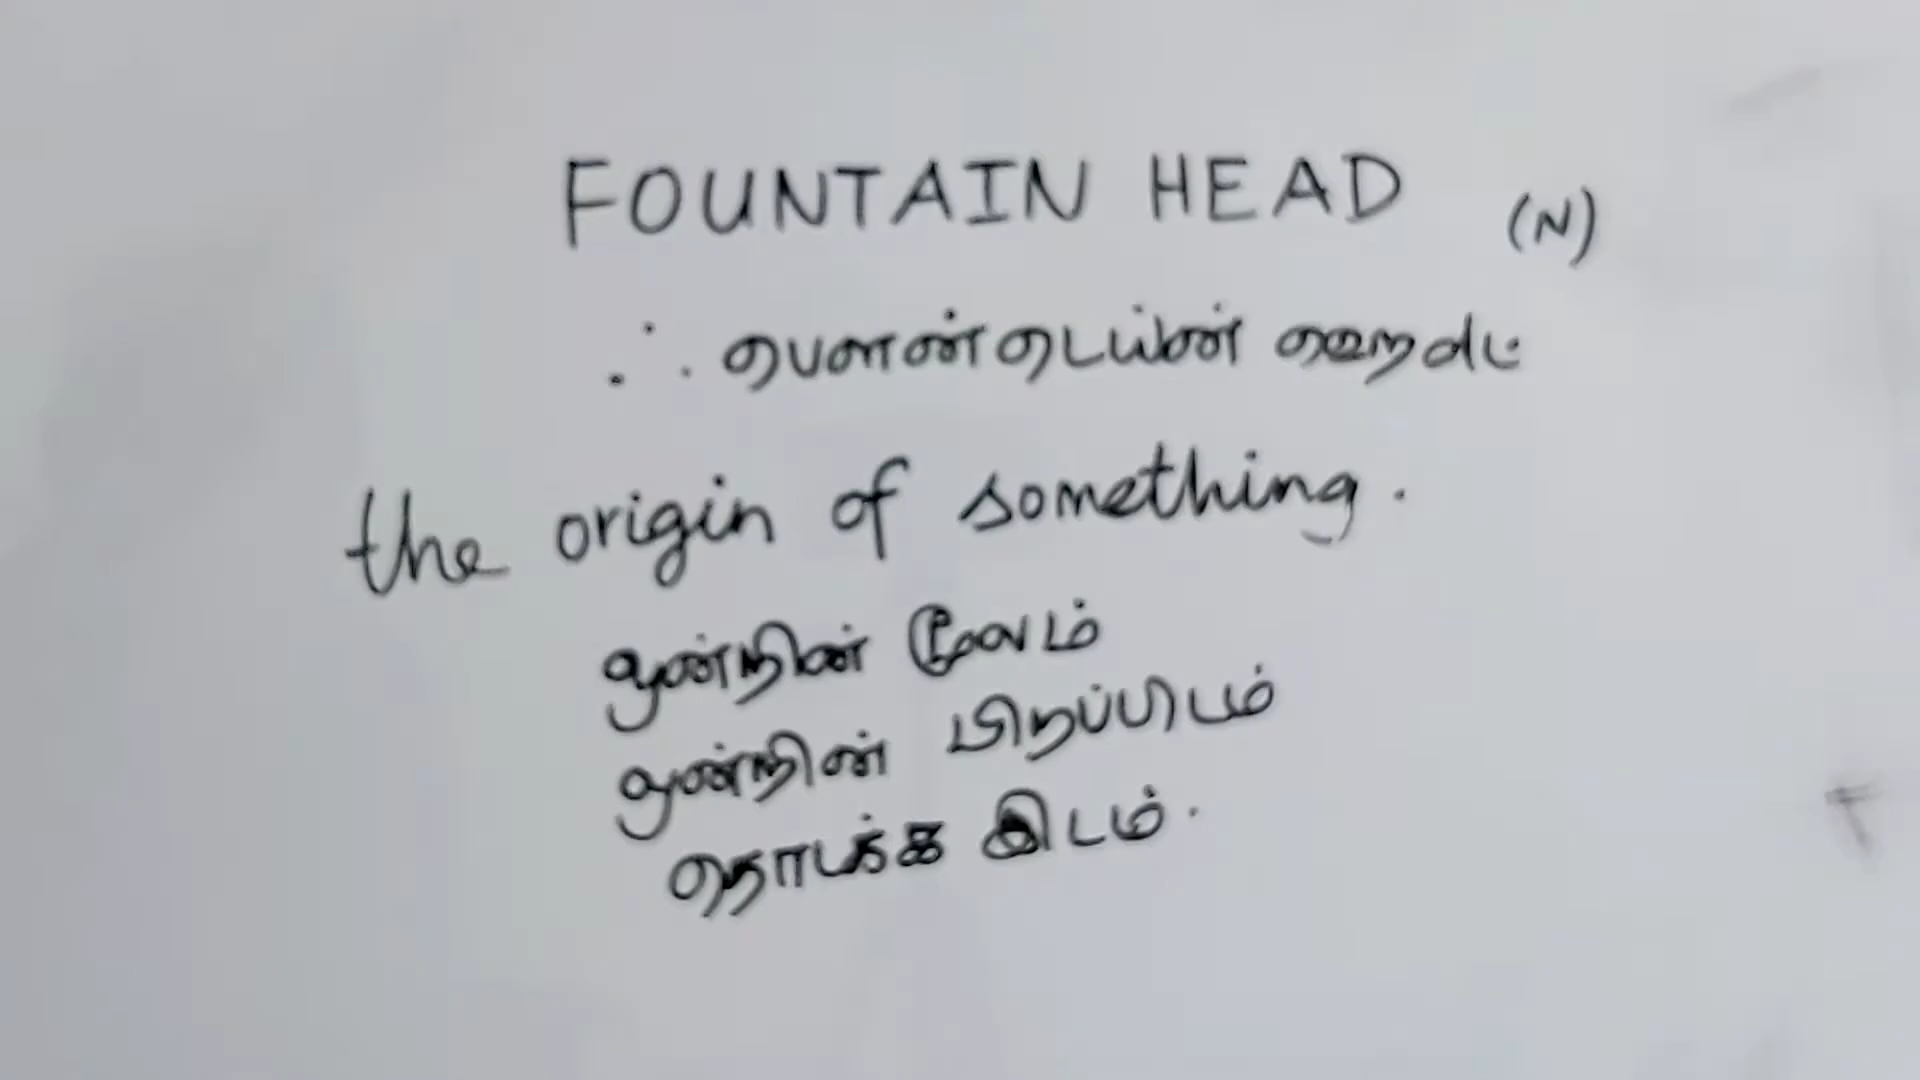 FOUNTAIN HEAD (N)
ஃபௌண்டெய்ன் ஹெட்
the origin of something.
ஒன்றின் மூலம்
ஒன்றின் பிறப்பிடம்
தொடக்க இடம்.